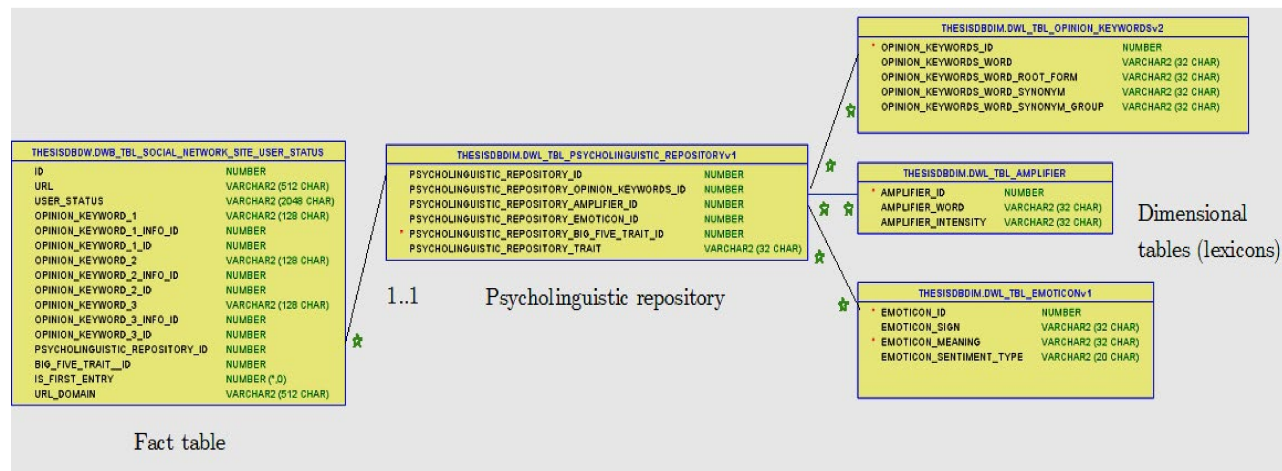 THESISDBDW.DWB_TBL_SOCIAL_NETWORK_SITE_USER_STATUS
ID NUMBER
URL VARCHAR2 (512 CHAR)
USER_STATUS VARCHAR2 (2048 CHAR)
OPINION_KEYWORD_1 VARCHAR2 (128 CHAR)
OPINION_KEYWORD_1_INFO_ID NUMBER
OPINION_KEYWORD_1_ID NUMBER
OPINION_KEYWORD_2 VARCHAR2 (128 CHAR)
OPINION_KEYWORD_2_INFO_ID NUMBER
OPINION_KEYWORD_2_ID NUMBER
OPINION_KEYWORD_3 VARCHAR2 (128 CHAR)
OPINION_KEYWORD_3_INFO_ID NUMBER
OPINION_KEYWORD_3_ID NUMBER
PSYCHOLINGUISTIC_REPOSITORY_ID NUMBER
BIG_FIVE_TRAIT__ID NUMBER
IS_FIRST_ENTRY NUMBER (*,0)
URL_DOMAIN VARCHAR2 (512 CHAR)
Fact table
THESISDBDIM.DWL_TBL_PSYCHOLINGUISTIC_REPOSITORYv1
PSYCHOLINGUISTIC_REPOSITORY_ID NUMBER
PSYCHOLINGUISTIC_REPOSITORY_OPINION_KEYWORDS_ID NUMBER
PSYCHOLINGUISTIC_REPOSITORY_AMPLIFIER_ID NUMBER
PSYCHOLINGUISTIC_REPOSITORY_EMOTICON_ID NUMBER
* PSYCHOLINGUISTIC_REPOSITORY_BIG_FIVE_TRAIT_ID NUMBER
PSYCHOLINGUISTIC_REPOSITORY_TRAIT VARCHAR2 (32 CHAR)
1..1 Psycholinguistic repository
THESISDBDIM.DWL_TBL_OPINION_KEYWORDSv2
* OPINION_KEYWORDS_ID NUMBER
OPINION_KEYWORDS_WORD VARCHAR2 (32 CHAR)
OPINION_KEYWORDS_WORD_ROOT_FORM VARCHAR2 (32 CHAR)
OPINION_KEYWORDS_WORD_SYNONYM VARCHAR2 (32 CHAR)
OPINION_KEYWORDS_WORD_SYNONYM_GROUP VARCHAR2 (32 CHAR)
THESISDBDIM.DWL_TBL_AMPLIFIER
* AMPLIFIER_ID NUMBER
AMPLIFIER_WORD VARCHAR2 (32 CHAR)
AMPLIFIER_INTENSITY VARCHAR2 (32 CHAR)
Dimensional
tables (lexicons)
THESISDBDIM.DWL_TBL_EMOTICONv1
* EMOTICON_ID NUMBER
EMOTICON_SIGN VARCHAR2 (32 CHAR)
* EMOTICON_MEANING VARCHAR2 (32 CHAR)
EMOTICON_SENTIMENT_TYPE VARCHAR2 (20 CHAR)